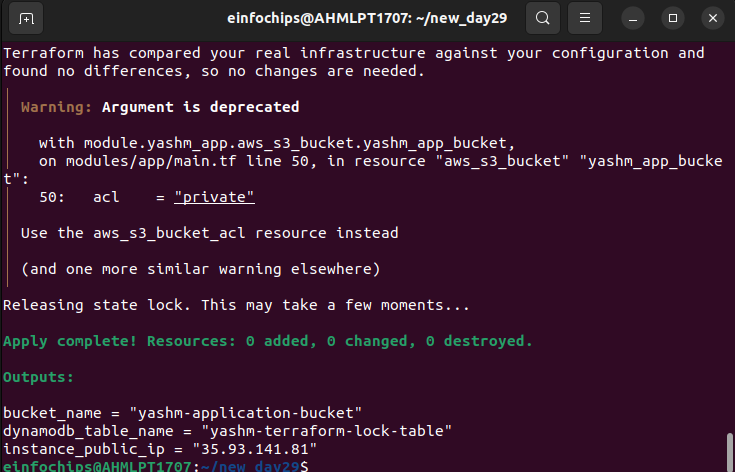 einfochips@AHMLPT1707: ~/new_day29
Terraform has compared your real infrastructure against your configuration and
found no differences, so no changes are needed.
Warning: Argument is deprecated
with module.yashm_app.aws_s3_bucket.yashm_app_bucket,
on modules/app/main.tf line 50, in resource "aws_s3_bucket" "yashm_app_bucke
t":
50:   acl    = "private"
Use the aws_s3_bucket_acl resource instead
(and one more similar warning elsewhere)
Releasing state lock. This may take a few moments...
Apply complete! Resources: 0 added, 0 changed, 0 destroyed.
Outputs:
bucket_name = "yashm-application-bucket"
dynamodb_table_name = "yashm-terraform-lock-table"
instance_public_ip = "35.93.141.81"
einfochips@AHMLPT1707:~/new_day29$